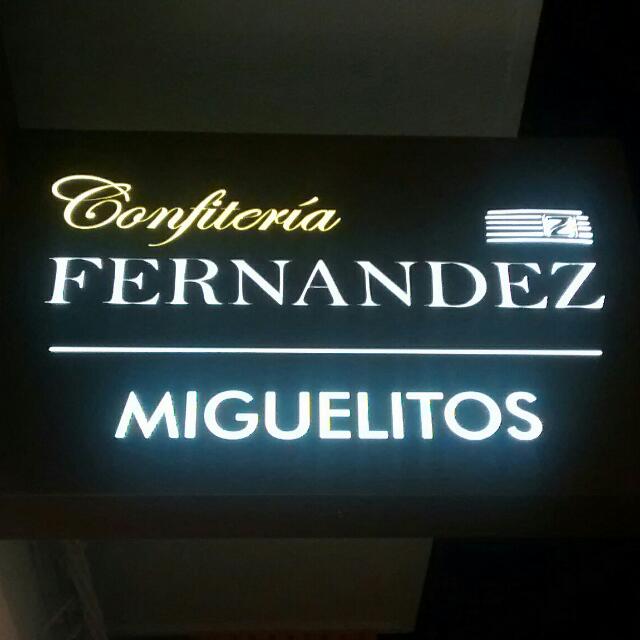 Confitería
Z
FERNANDEZ
MIGUELITOS